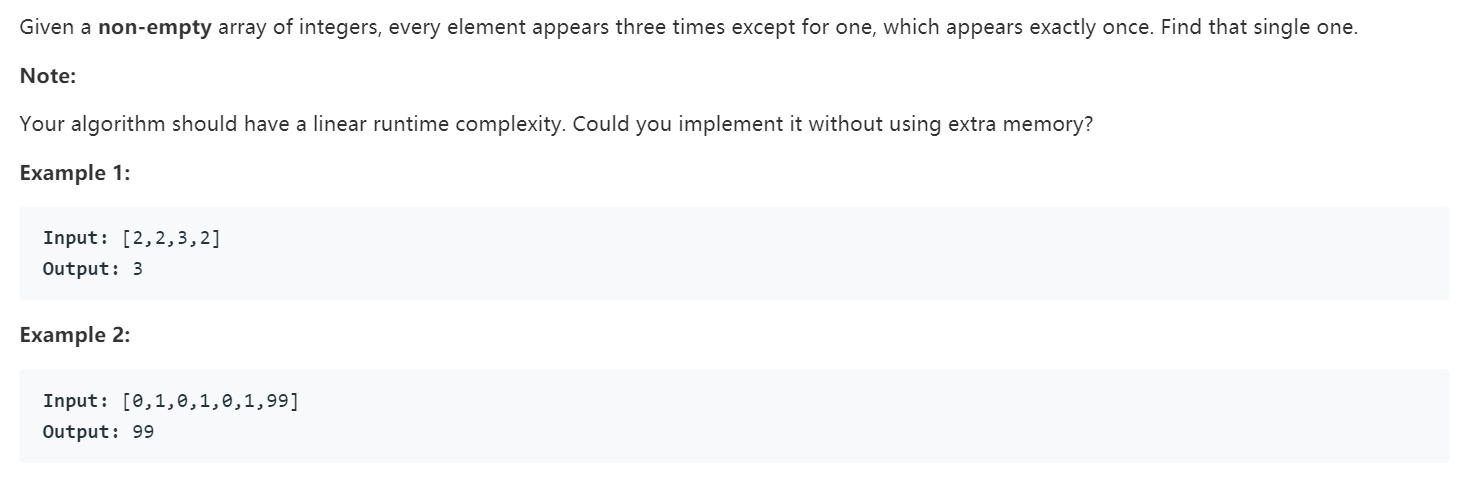 Given a non-empty array of integers, every element appears three times except for one, which appears exactly once. Find that single one.
Note:
Your algorithm should have a linear runtime complexity. Could you implement it without using extra memory?
Example 1:
Input: [2,2,3,2]
Output: 3
Example 2:
Input: [0,1,0,1,0,1,99]
Output: 99